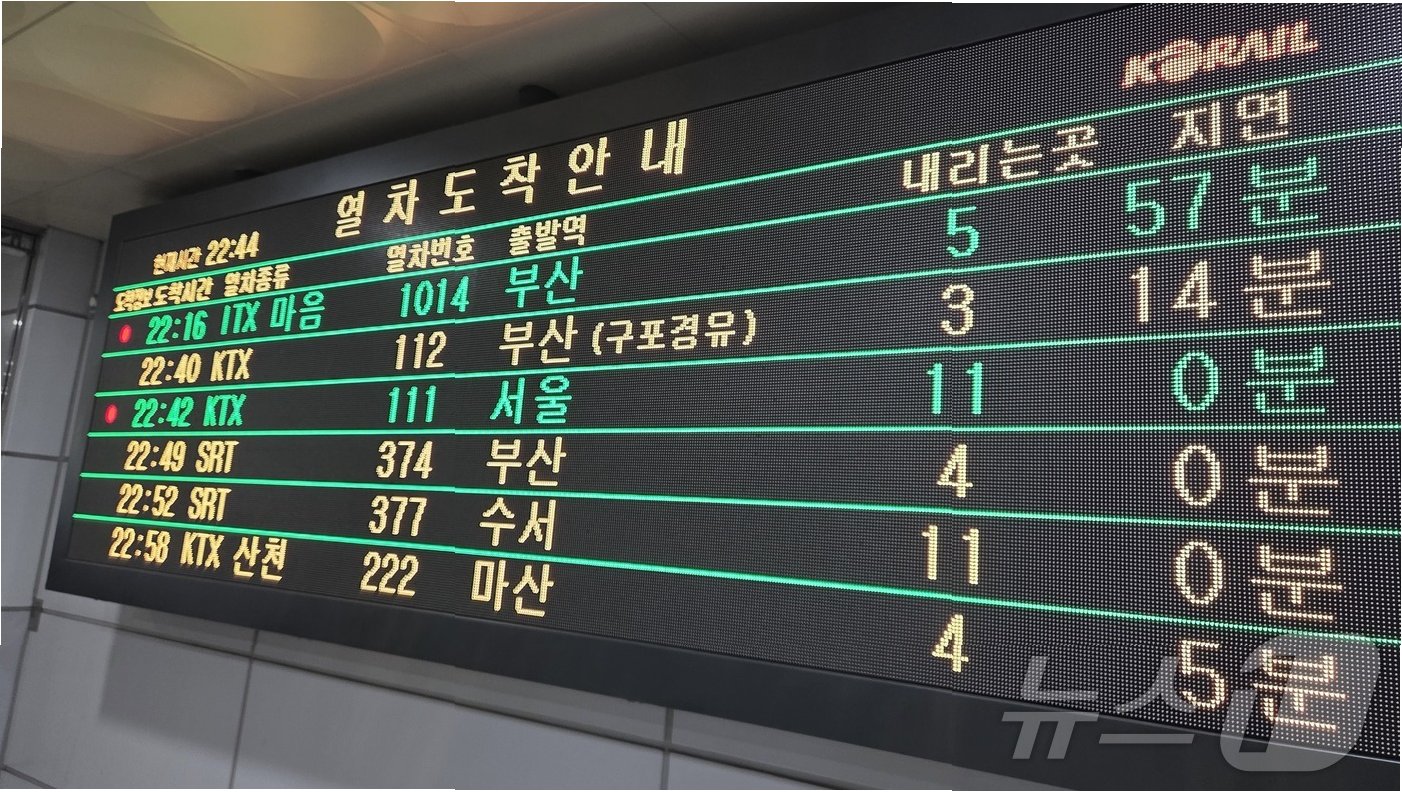 KORAIL
열차도착안내
현재시간 22:44
도착정보 도착시간 열차종류 열차번호 출발역 내리는곳 지연
22:16 ITX 마음 1014 부산 5 57분
22:40 KTX 112 부산 (구포경유) 3 14분
22:42 KTX 111 서울 11 0분
22:49 SRT 374 부산 4 0분
22:52 SRT 377 수서 11 0분
22:58 KTX 산천 222 마산 4 5분
뉴스1